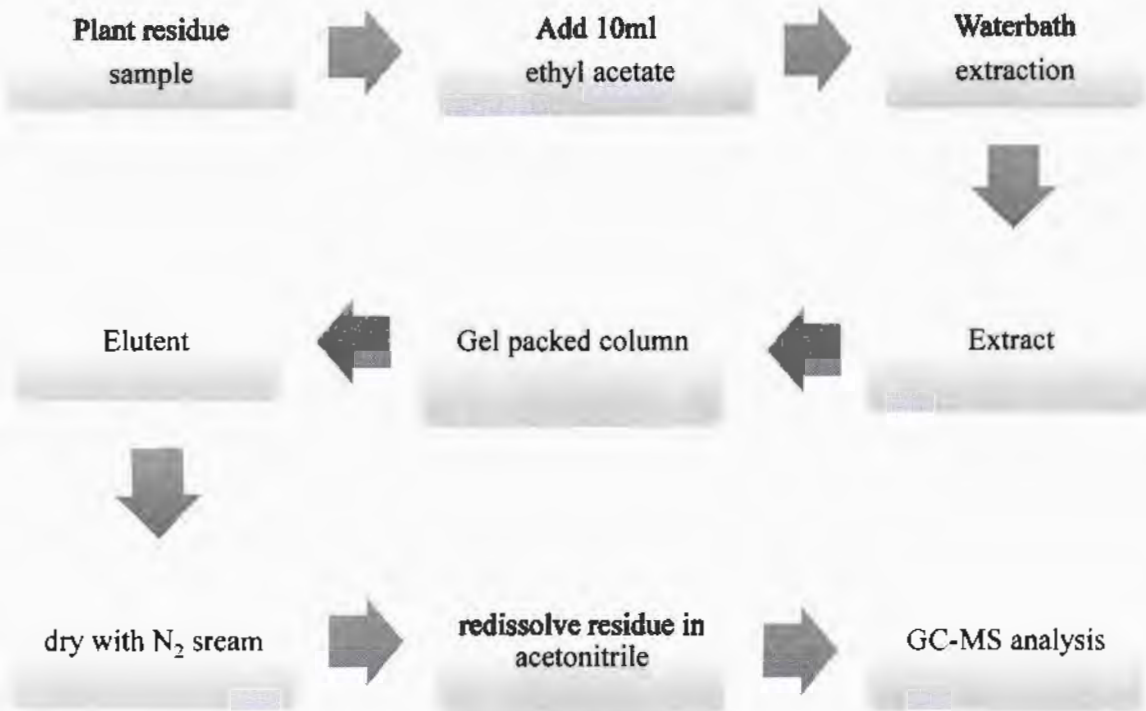 Plant residue
sample
Add 10ml
ethyl acetate
Waterbath
extraction
Extract
Gel packed column
Elutent
dry with N₂ sream
redissolve residue in
acetonitrile
GC-MS analysis